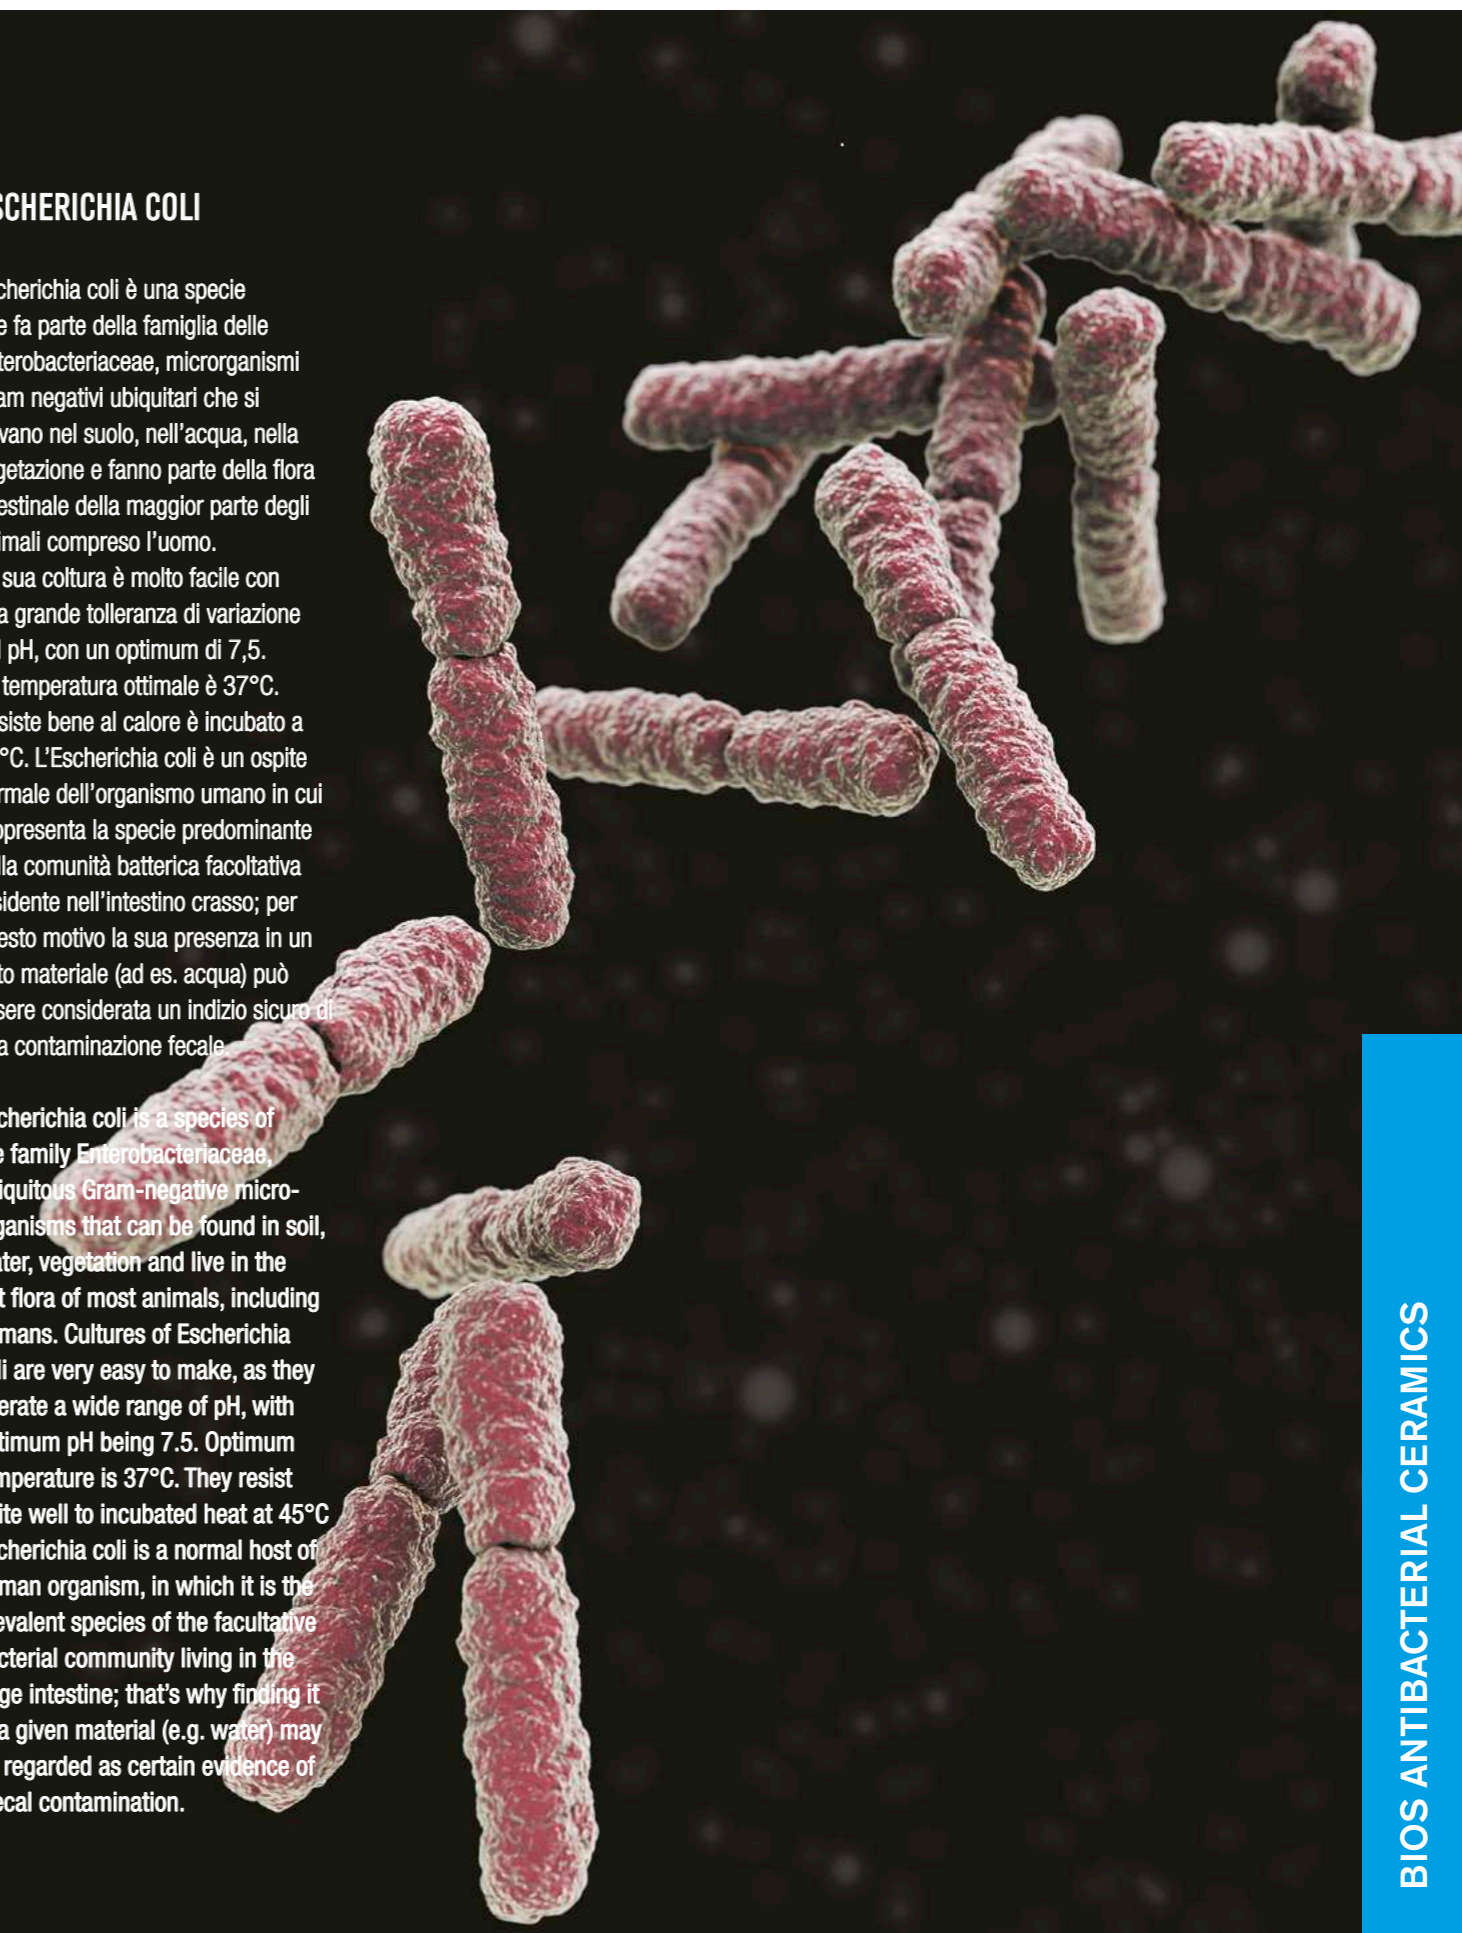 SCHERICHIA COLI
cherichia coli è una specie
e fa parte della famiglia delle
terobacteriaceae, microrganismi
am negativi ubiquitari che si
vano nel suolo, nell'acqua, nella
getazione e fanno parte della flora
estinale della maggior parte degli
imali compreso l'uomo.
sua coltura è molto facile con
a grande tolleranza di variazione
l pH, con un optimum di 7,5.
temperatura ottimale è 37°C.
siste bene al calore è incubato a
°C. L'Escherichia coli è un ospite
rmale dell'organismo umano in cui
ppresenta la specie predominante
lla comunità batterica facoltativa
sidente nell'intestino crasso; per
esto motivo la sua presenza in un
to materiale (ad es. acqua) può
sere considerata un indizio sicuro di
a contaminazione fecale.
cherichia coli is a species of
e family Enterobacteriaceae,
iquitous Gram-negative micro-
ganisms that can be found in soil,
ater, vegetation and live in the
t flora of most animals, including
mans. Cultures of Escherichia
li are very easy to make, as they
erate a wide range of pH, with
timum pH being 7.5. Optimum
mperature is 37°C. They resist
ite well to incubated heat at 45°C
cherichia coli is a normal host of
man organism, in which it is the
evalent species of the facultative
cterial community living in the
ge intestine; that's why finding it
a given material (e.g. water) may
regarded as certain evidence of
ecal contamination.
BIOS ANTIBACTERIAL CERAMICS